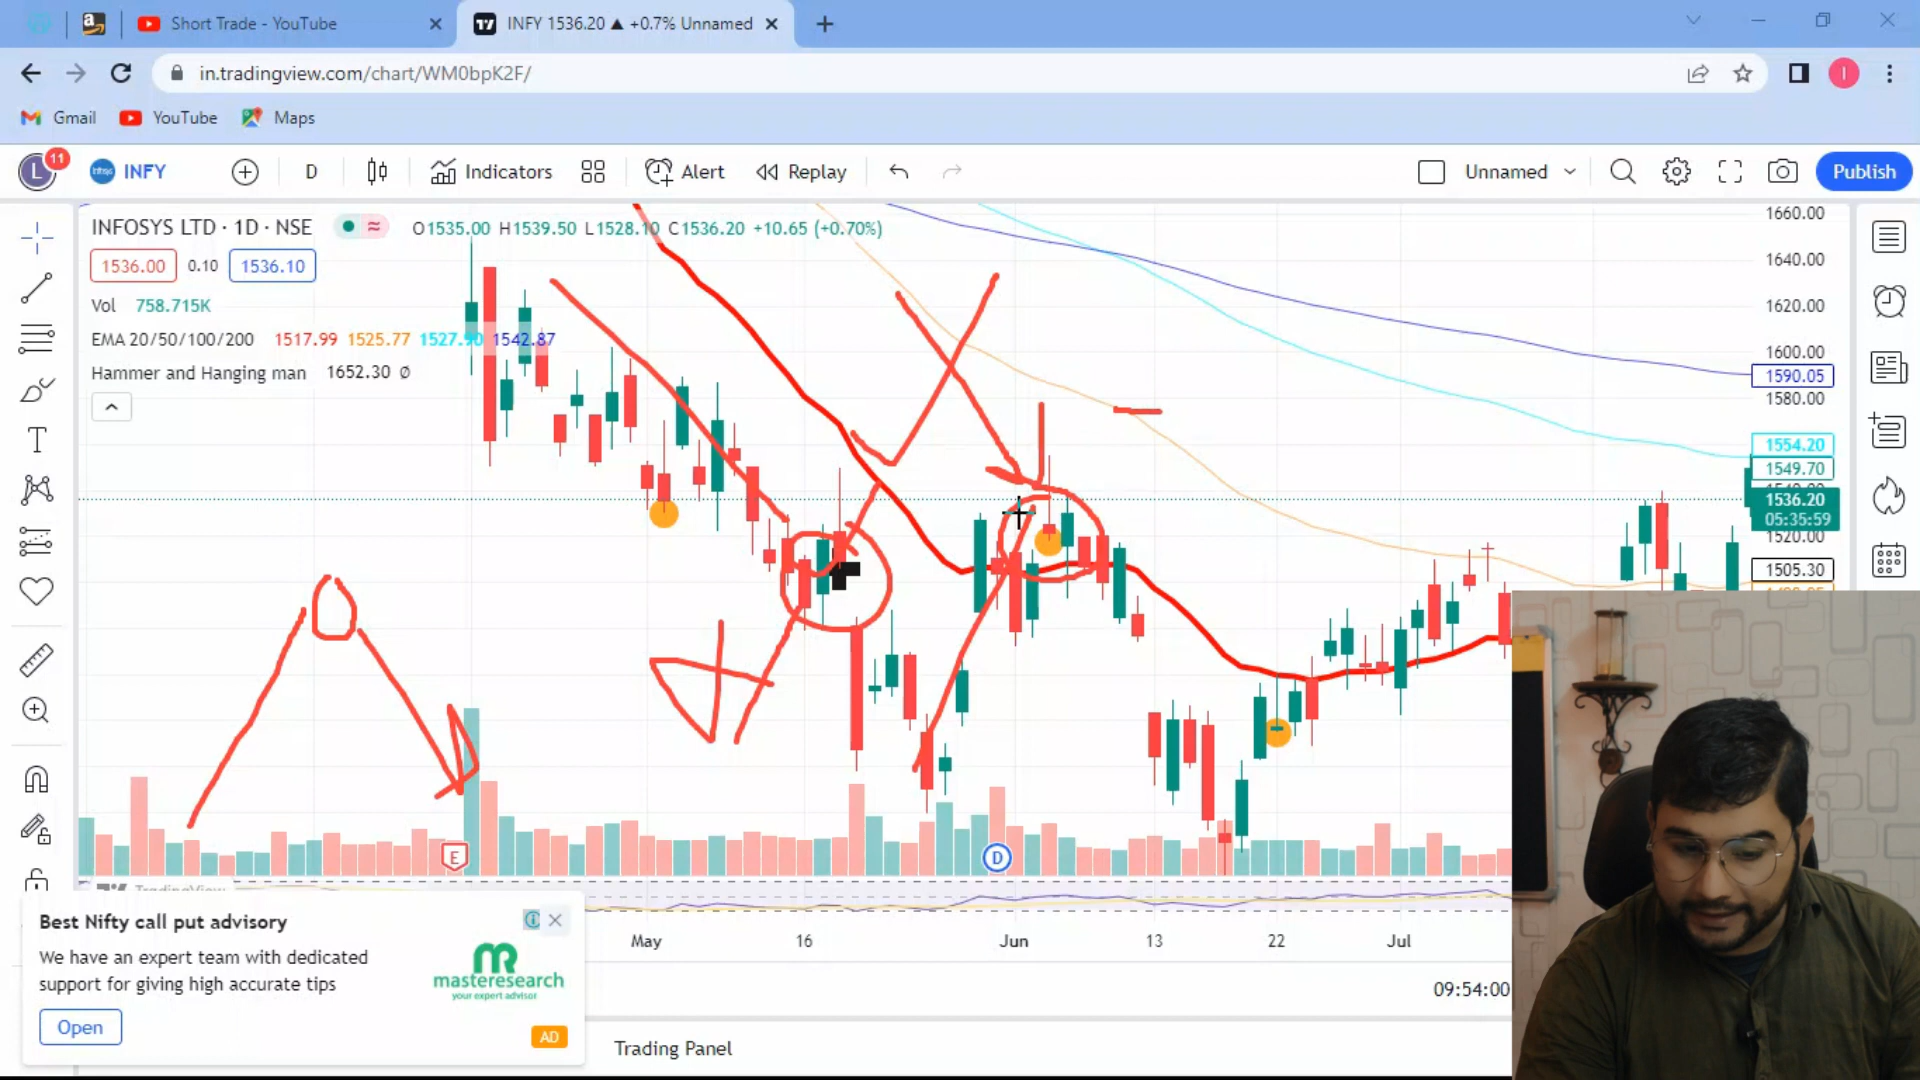 Short Trade - YouTube
INFY 1536.20 ▲ +0.7% Unnamed
in.tradingview.com/chart/WM0bpK2F/
I
Gmail
YouTube
Maps
L
11
INFY
D
Indicators
Alert
Replay
Unnamed
Publish
INFOSYS LTD · 1D · NSE
O1535.00 H1539.50 L1528.10 C1536.20 +10.65 (+0.70%)
1536.00
0.10
1536.10
Vol 758.715K
EMA 20/50/100/200 1517.99 1525.77 1527.90 1542.87
Hammer and Hanging man 1652.30 Ø
1660.00
1640.00
1620.00
1600.00
1590.05
1580.00
1554.20
1549.70
1536.20
05:35:59
1520.00
1505.30
E
D
May
16
Jun
13
22
Jul
09:54:00
Best Nifty call put advisory
We have an expert team with dedicated
support for giving high accurate tips
masteresearch
your expert advisor
Open
AD
Trading Panel